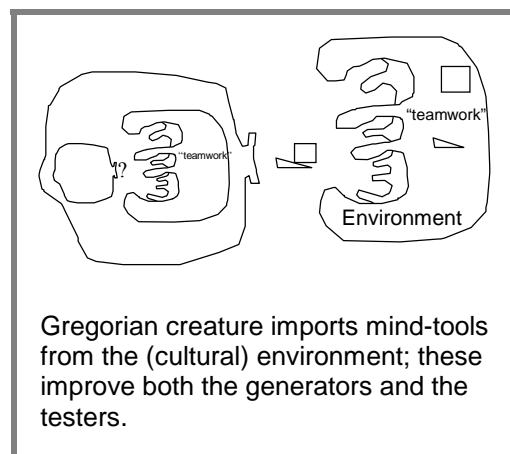 "teamwork"
?
"teamwork"
Environment
Gregorian creature imports mind-tools
from the (cultural) environment; these
improve both the generators and the
testers.